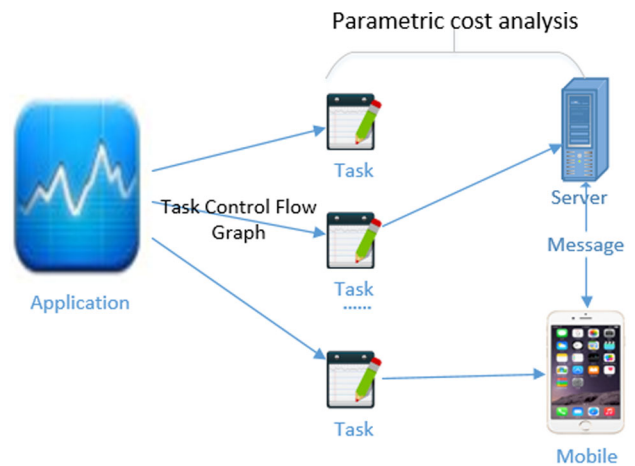 Parametric cost analysis
Task
Server
Task Control Flow
Graph
Message
Application
Task
......
Task
Mobile